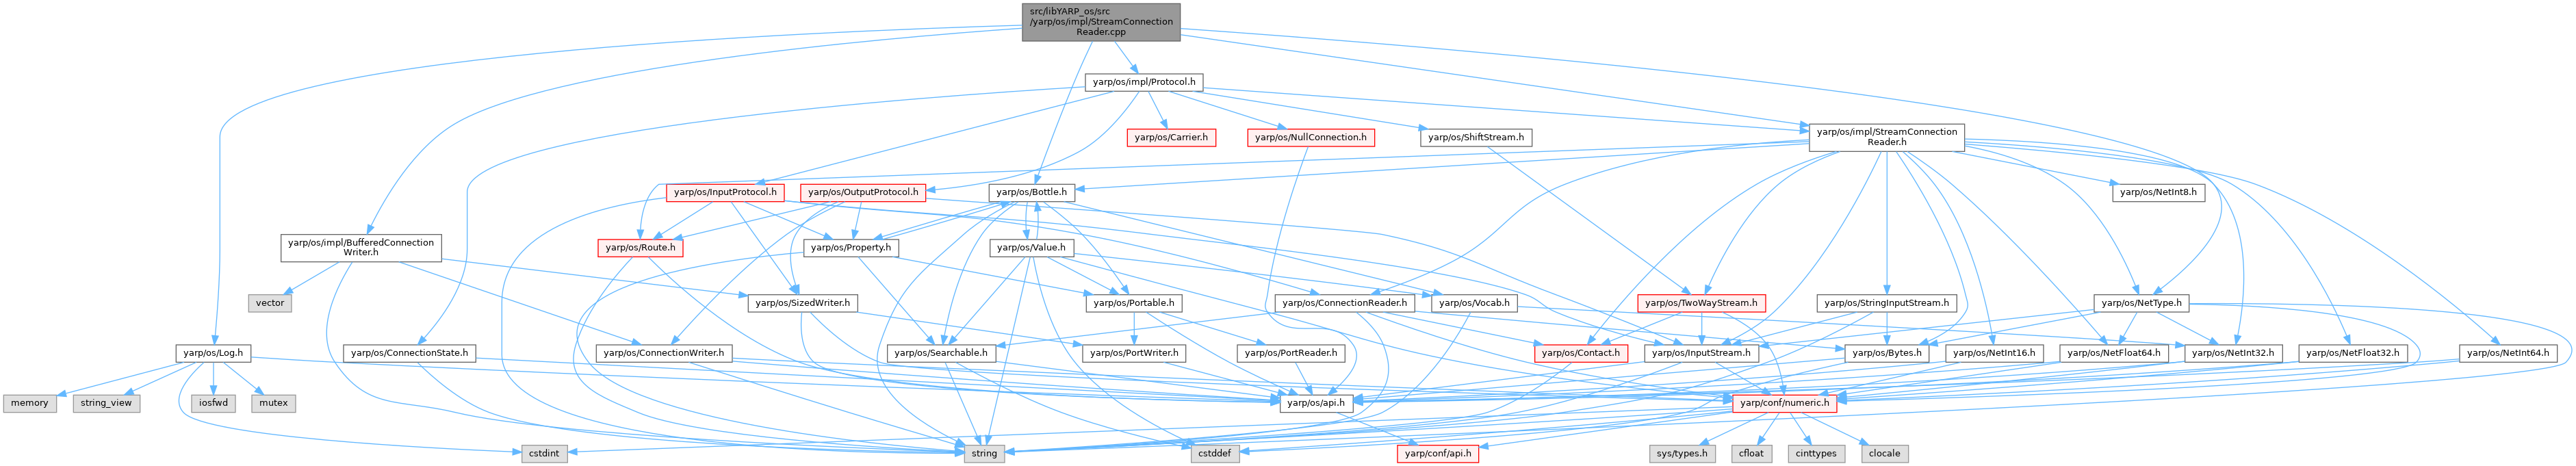 src/libYARP_os/src
/yarp/os/impl/StreamConnection
Reader.cpp
yarp/os/impl/Protocol.h
yarp/os/Carrier.h
yarp/os/NullConnection.h
yarp/os/ShiftStream.h
yarp/os/impl/StreamConnection
Reader.h
yarp/os/InputProtocol.h
yarp/os/OutputProtocol.h
yarp/os/Bottle.h
yarp/os/NetInt8.h
yarp/os/impl/BufferedConnection
Writer.h
yarp/os/Route.h
yarp/os/Property.h
yarp/os/Value.h
vector
yarp/os/SizedWriter.h
yarp/os/Portable.h
yarp/os/ConnectionReader.h
yarp/os/Vocab.h
yarp/os/TwoWayStream.h
yarp/os/StringInputStream.h
yarp/os/NetType.h
yarp/os/Log.h
yarp/os/ConnectionState.h
yarp/os/ConnectionWriter.h
yarp/os/Searchable.h
yarp/os/PortWriter.h
yarp/os/PortReader.h
yarp/os/Contact.h
yarp/os/InputStream.h
yarp/os/Bytes.h
yarp/os/NetInt16.h
yarp/os/NetFloat64.h
yarp/os/NetInt32.h
yarp/os/NetFloat32.h
yarp/os/NetInt64.h
memory
string_view
iosfwd
mutex
yarp/os/api.h
yarp/conf/numeric.h
cstdint
string
cstddef
yarp/conf/api.h
sys/types.h
cfloat
cinttypes
clocale